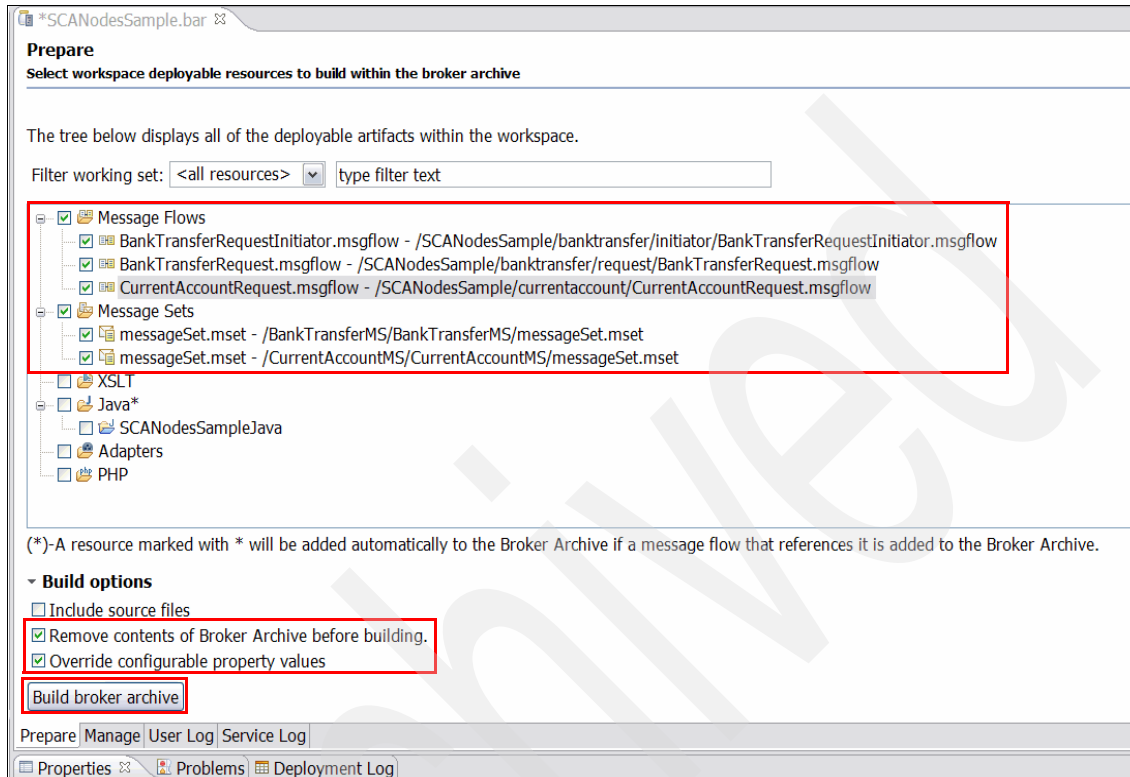 *SCANodesSample.bar
Prepare
Select workspace deployable resources to build within the broker archive
The tree below displays all of the deployable artifacts within the workspace.
Filter working set: <all resources> type filter text
Message Flows
BankTransferRequestInitiator.msgflow - /SCANodesSample/banktransfer/initiator/BankTransferRequestInitiator.msgflow
BankTransferRequest.msgflow - /SCANodesSample/banktransfer/request/BankTransferRequest.msgflow
CurrentAccountRequest.msgflow - /SCANodesSample/currentaccount/CurrentAccountRequest.msgflow
Message Sets
messageSet.mset - /BankTransferMS/BankTransferMS/messageSet.mset
messageSet.mset - /CurrentAccountMS/CurrentAccountMS/messageSet.mset
XSLT
Java*
SCANodesSampleJava
Adapters
PHP
(*)-A resource marked with * will be added automatically to the Broker Archive if a message flow that references it is added to the Broker Archive.
Build options
Include source files
Remove contents of Broker Archive before building.
Override configurable property values
Build broker archive
Prepare Manage User Log Service Log
Properties Problems Deployment Log